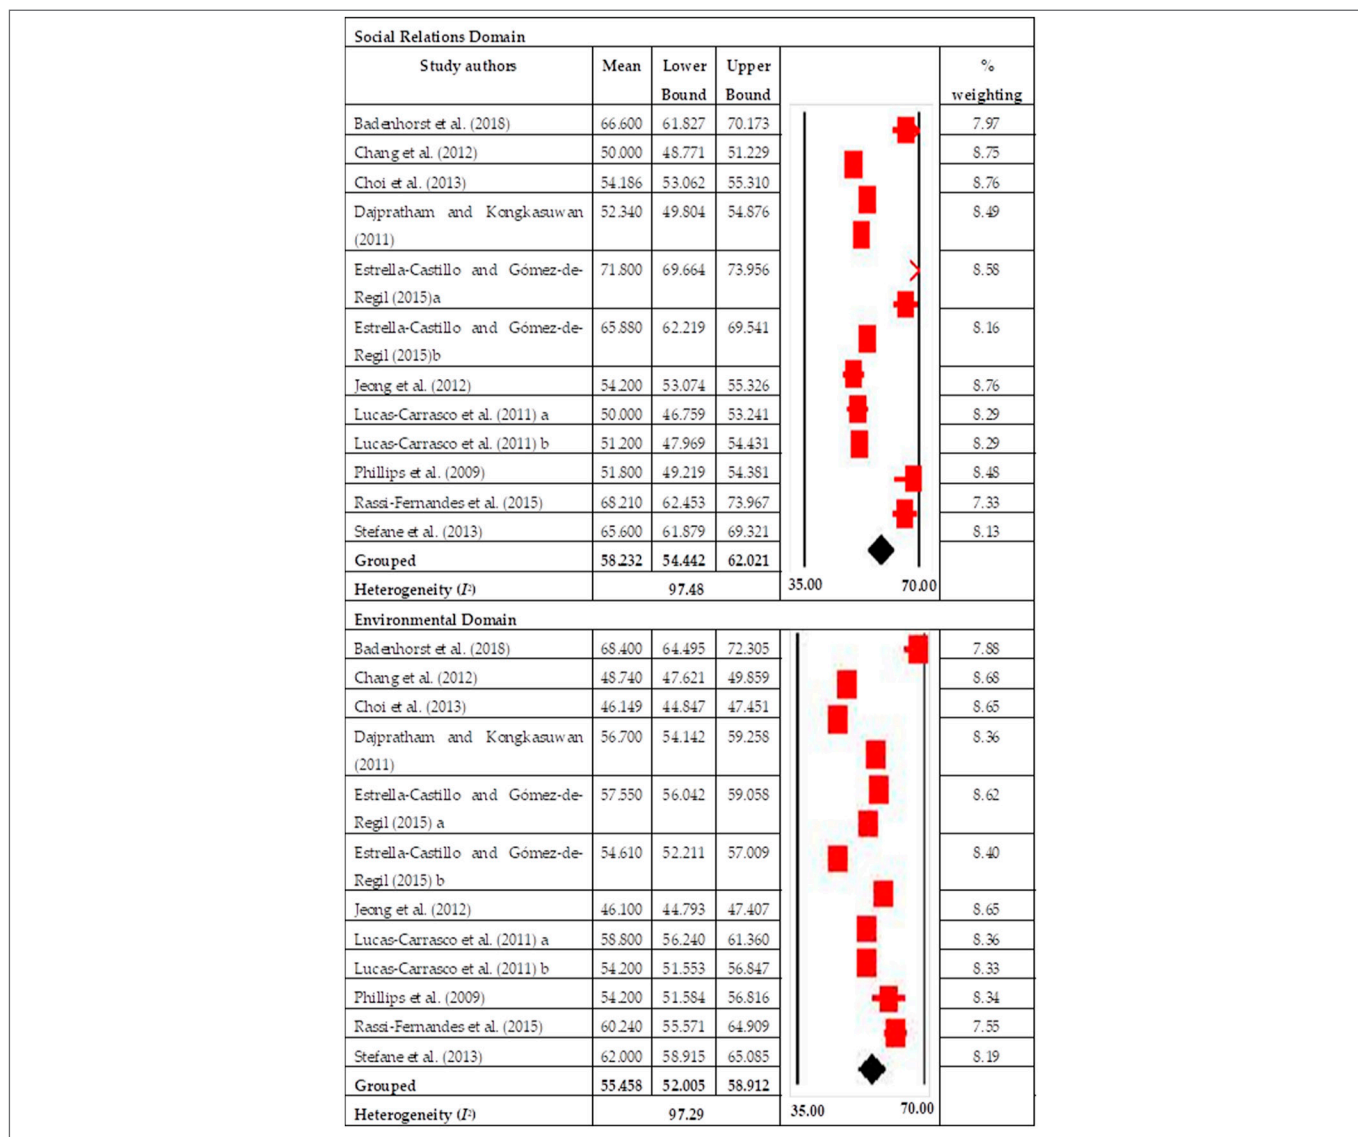 Social Relations Domain
Study authors Mean Lower Bound Upper Bound % weighting
Badenhorst et al. (2018) 66.600 61.827 70.173 7.97
Chang et al. (2012) 50.000 48.771 51.229 8.75
Choi et al. (2013) 54.186 53.062 55.310 8.76
Dajpratham and Kongkasuwan 52.340 49.804 54.876 8.49
(2011)
Estrella-Castillo and Gómez-de- 71.800 69.664 73.956 8.58
Regil (2015)a
Estrella-Castillo and Gómez-de- 65.880 62.219 69.541 8.16
Regil (2015)b
Jeong et al. (2012) 54.200 53.074 55.326 8.76
Lucas-Carrasco et al. (2011) a 50.000 46.759 53.241 8.29
Lucas-Carrasco et al. (2011) b 51.200 47.969 54.431 8.29
Phillips et al. (2009) 51.800 49.219 54.381 8.48
Rassi-Fernandes et al. (2015) 68.210 62.453 73.967 7.33
Stefane et al. (2013) 65.600 61.879 69.321 8.13
Grouped 58.232 54.442 62.021
Heterogeneity (I²) 97.48 35.00 70.00
Environmental Domain
Badenhorst et al. (2018) 68.400 64.495 72.305 7.88
Chang et al. (2012) 48.740 47.621 49.859 8.68
Choi et al. (2013) 46.149 44.847 47.451 8.65
Dajpratham and Kongkasuwan 56.700 54.142 59.258 8.36
(2011)
Estrella-Castillo and Gómez-de- 57.550 56.042 59.058 8.62
Regil (2015) a
Estrella-Castillo and Gómez-de- 54.610 52.211 57.009 8.40
Regil (2015) b
Jeong et al. (2012) 46.100 44.793 47.407 8.65
Lucas-Carrasco et al. (2011) a 58.800 56.240 61.360 8.36
Lucas-Carrasco et al. (2011) b 54.200 51.553 56.847 8.33
Phillips et al. (2009) 54.200 51.584 56.816 8.34
Rassi-Fernandes et al. (2015) 60.240 55.571 64.909 7.55
Stefane et al. (2013) 62.000 58.915 65.085 8.19
Grouped 55.458 52.005 58.912
Heterogeneity (I²) 97.29 35.00 70.00